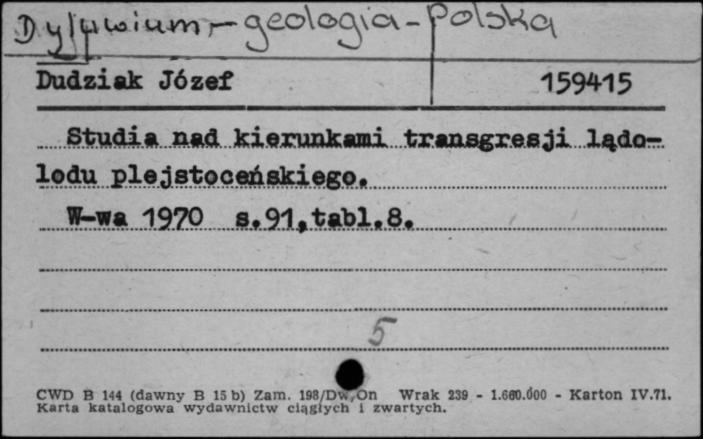 Dyluwium - geologia - Polska
Dudziak Józef 159415
Studia nad kierunkami transgresji lądo-
lodu plejstoceńskiego.
W-wa 1970 s.91,tabl.8.
5
CWD B 144 (dawny B 15 b) Zam. 198/Dw/On Wrak 239 - 1.660.000 - Karton IV.71.
Karta katalogowa wydawnictw ciągłych i zwartych.